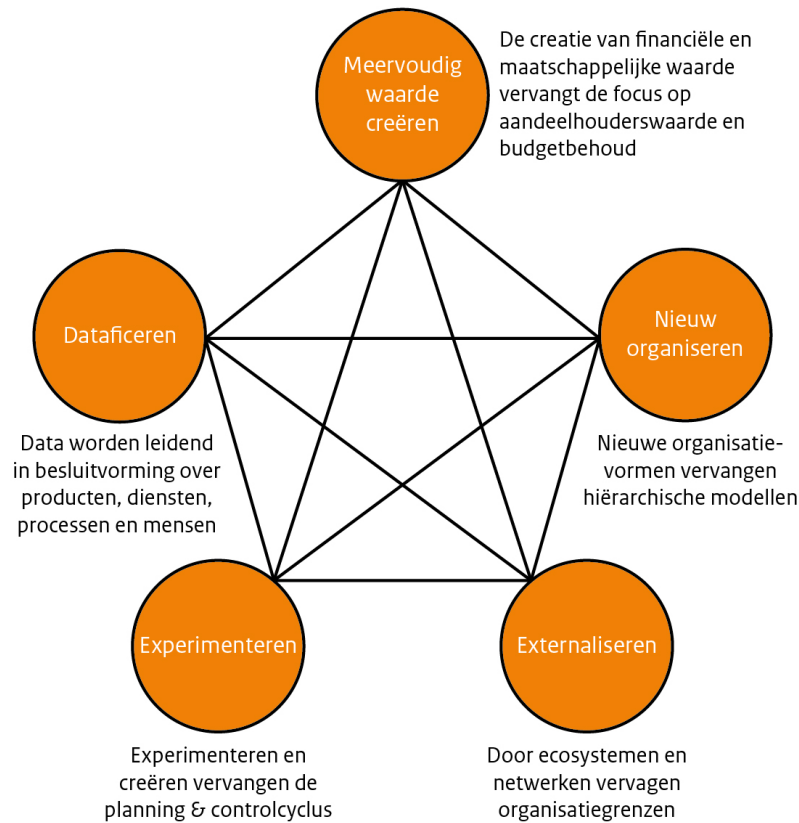 Meervoudig
waarde
creëren
De creatie van financiële en
maatschappelijke waarde
vervangt de focus op
aandeelhouderswaarde en
budgetbehoud
Dataficeren
Data worden leidend
in besluitvorming over
producten, diensten,
processen en mensen
Nieuw
organiseren
Nieuwe organisatie-
vormen vervangen
hiërarchische modellen
Experimenteren
Experimenteren en
creëren vervangen de
planning & controlcyclus
Externaliseren
Door ecosystemen en
netwerken vervagen
organisatiegrenzen